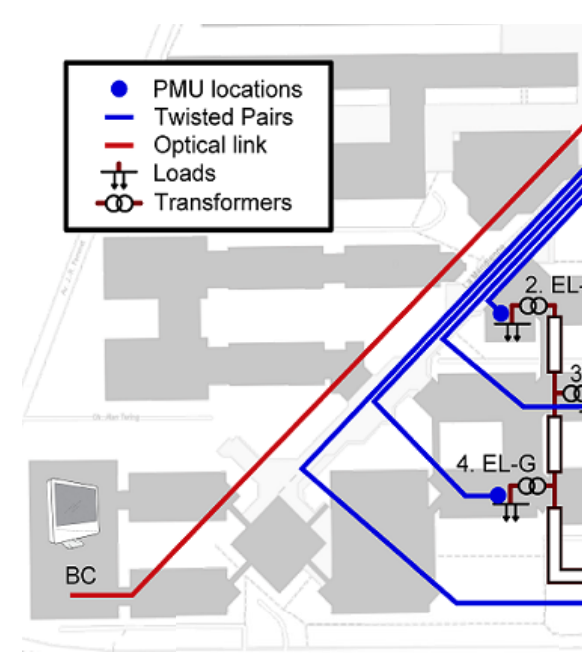 PMU locations
Twisted Pairs
Optical link
Loads
Transformers
2. EL-
3
4. EL-G
BC